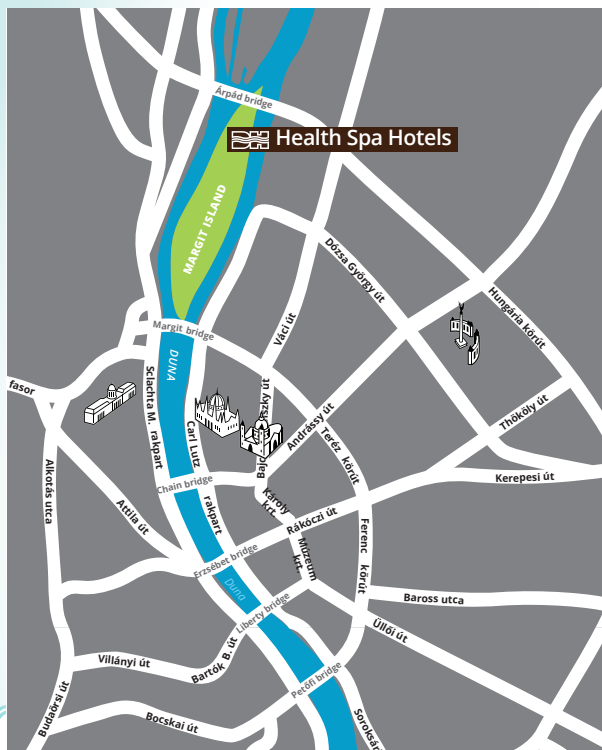 Árpád bridge
DH Health Spa Hotels
MARGIT ISLAND
Dózsa György út
Hungária körút
Váci út
Margit bridge
DUNA
fasor
Sclachta M. rakpart
Carl Lutz rakpart
Andrássy út
Teréz körút
Thököly út
Kerepesi út
Alkotás utca
Attila út
Chain bridge
Károly
krt.
Rákóczi út
Múzeum
krt.
Ferenc körút
Erzsébet bridge
Duna
Baross utca
Liberty bridge
Üllői út
Villányi út
Bartók B. út
Petőfi bridge
Budaörsi út
Bocskai út